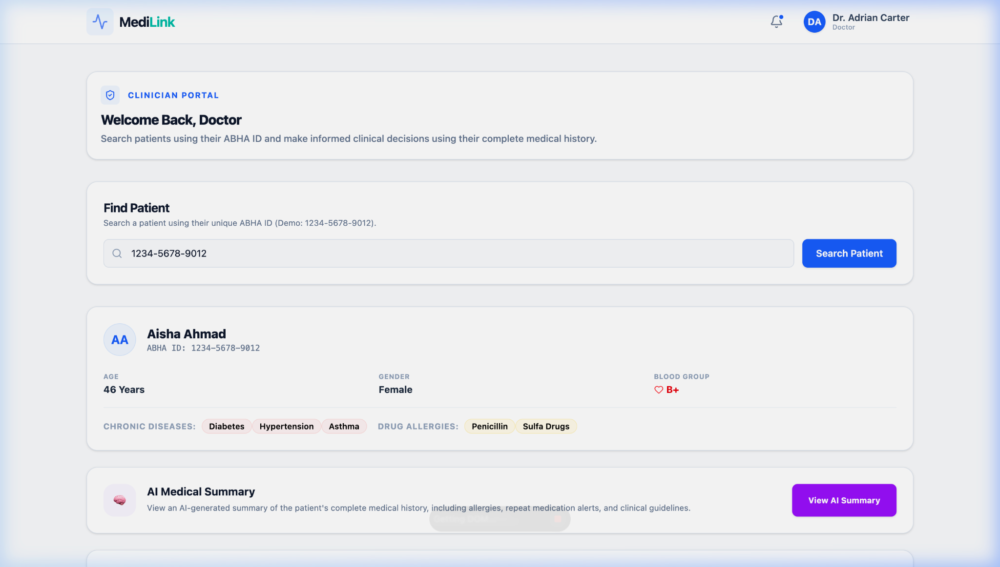 MediLink
Dr. Adrian Carter
DA
Doctor
CLINICIAN PORTAL
Welcome Back, Doctor
Search patients using their ABHA ID and make informed clinical decisions using their complete medical history.
Find Patient
Search a patient using their unique ABHA ID (Demo: 1234-5678-9012).
1234-5678-9012
Search Patient
AA
Aisha Ahmad
ABHA ID: 1234-5678-9012
AGE GENDER BLOOD GROUP
46 Years Female B+
CHRONIC DISEASES: Diabetes Hypertension Asthma DRUG ALLERGIES: Penicillin Sulfa Drugs
AI Medical Summary
View an AI-generated summary of the patient's complete medical history, including allergies, repeat medication alerts, and clinical guidelines.
View AI Summary